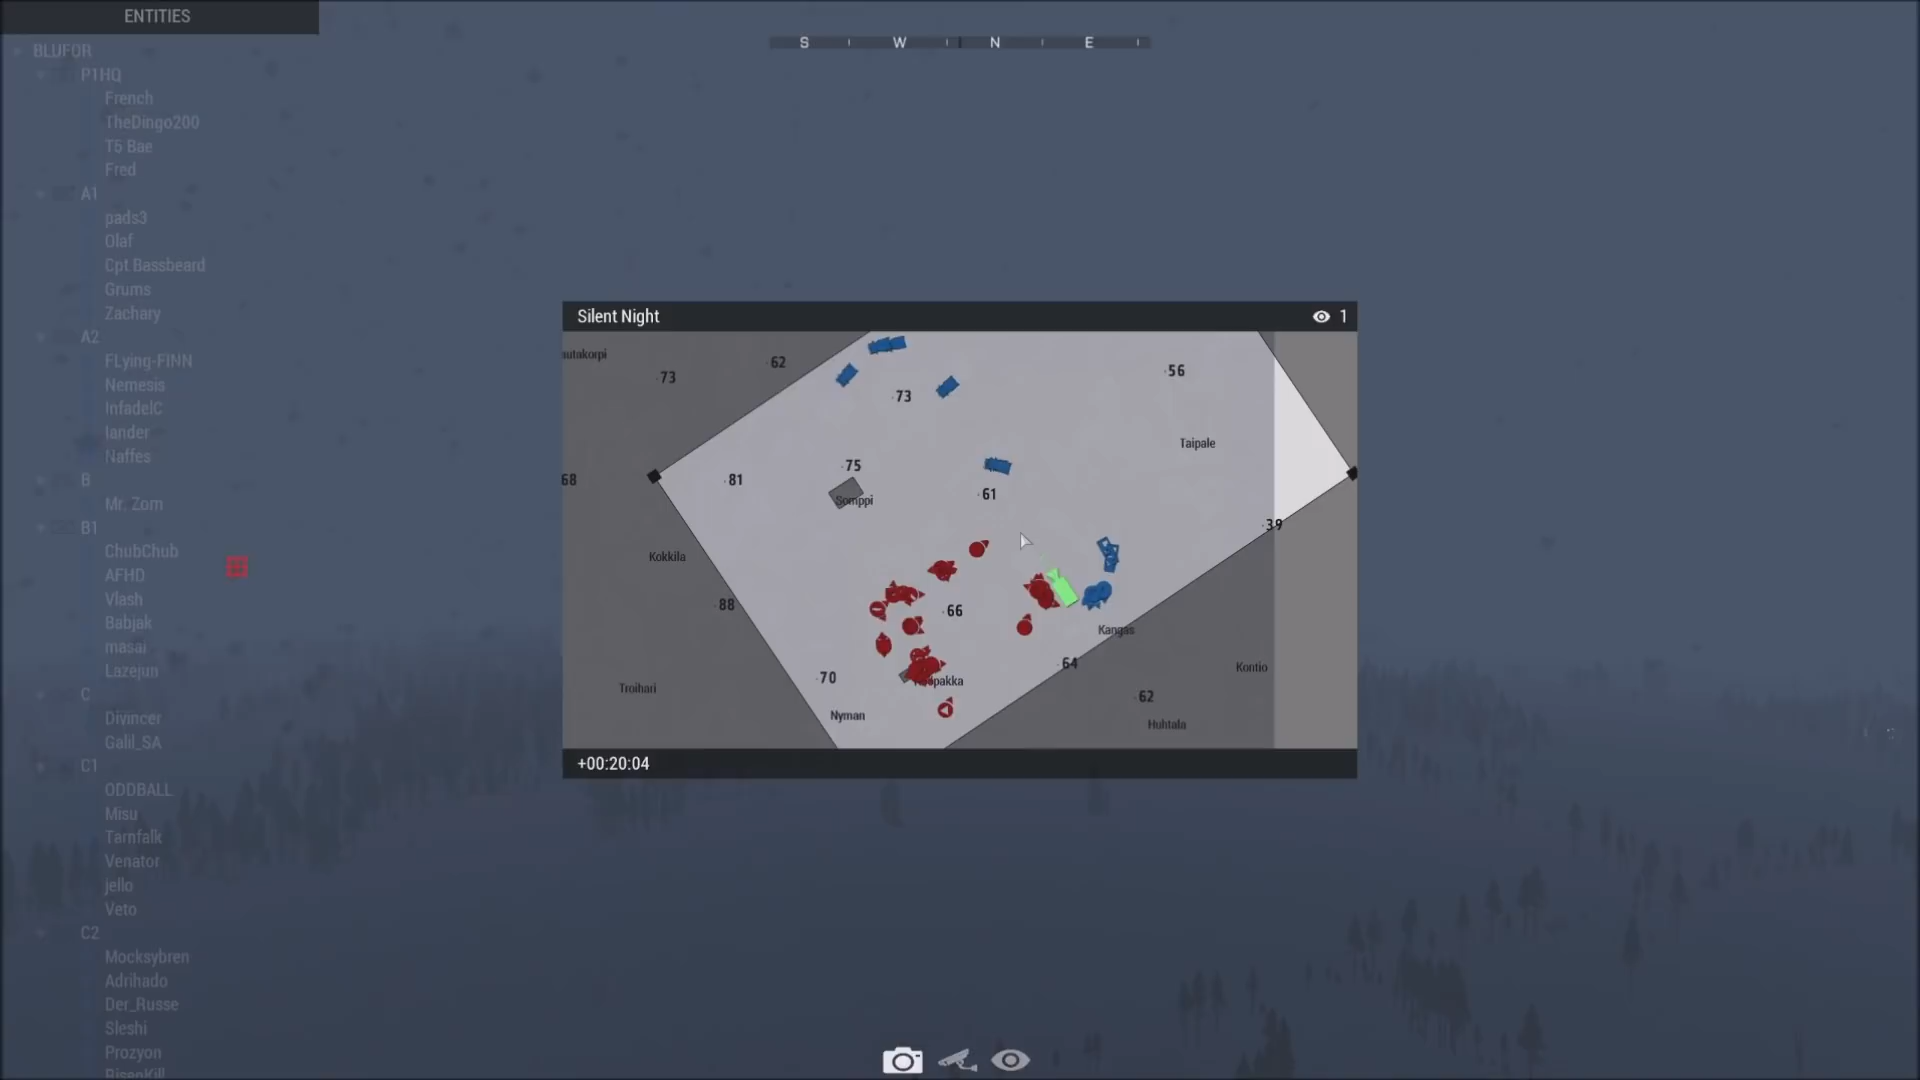 ENTITIES
S W N E
BLUFOR
P1HQ
French
TheDingo200
T5 Bae
Fred
A1
pads3
Olaf
Cpt Bassbeard
Grums
Zachary
A2
FLying-FINN
Nemesis
InfadelC
lander
Naffes
B
Mr. Zom
B1
ChubChub
AFHD
Vlash
Babjak
masai
Lazejun
C
Divincer
Galil_SA
C1
ODDBALL
Misu
Tarnfalk
Venator
jello
Veto
C2
Mocksybren
Adrihado
Der_Russe
Sleshi
Prozyon
RisenKill
Silent Night
1
autakorpi
62
73
56
73
Taipale
75
68
81
61
Somppi
39
Kokkila
88
66
Kangas
64
Kontio
70
Troihari
62
Nyman
Huhtala
+00:20:04